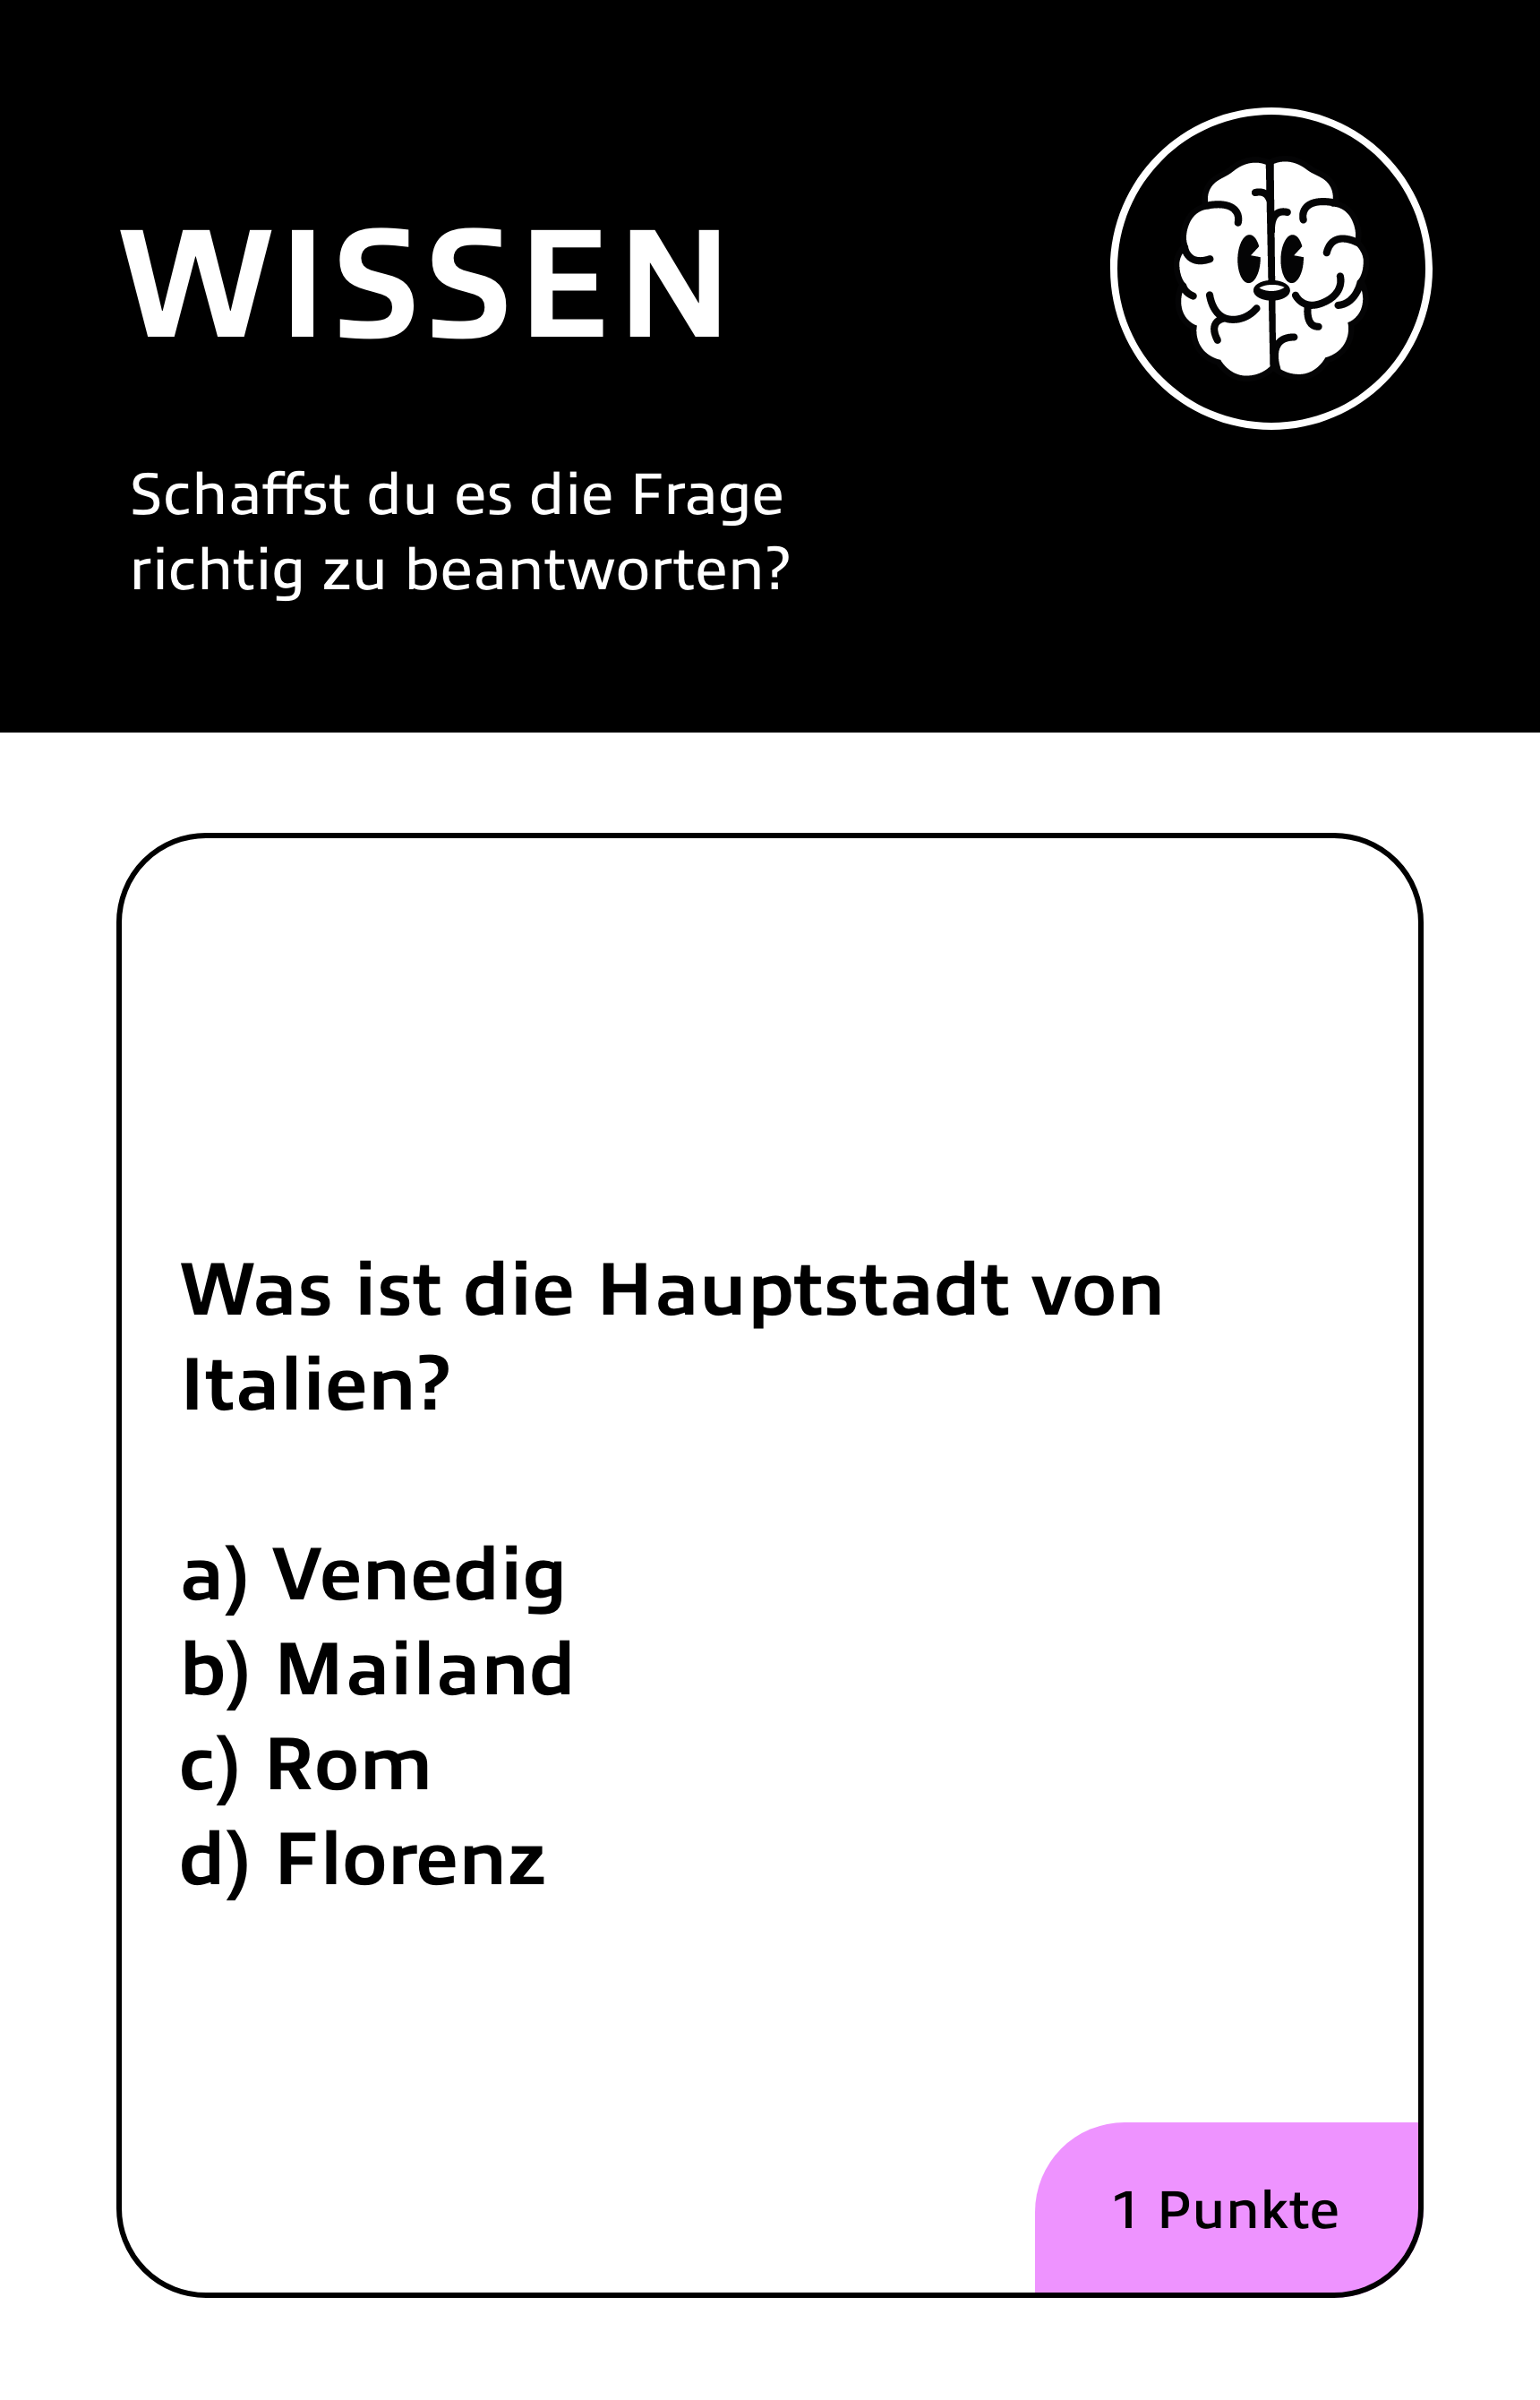 WISSEN
Schaffst du es die Frage
richtig zu beantworten?
Was ist die Hauptstadt von
Italien?
a) Venedig
b) Mailand
c) Rom
d) Florenz
1 Punkte